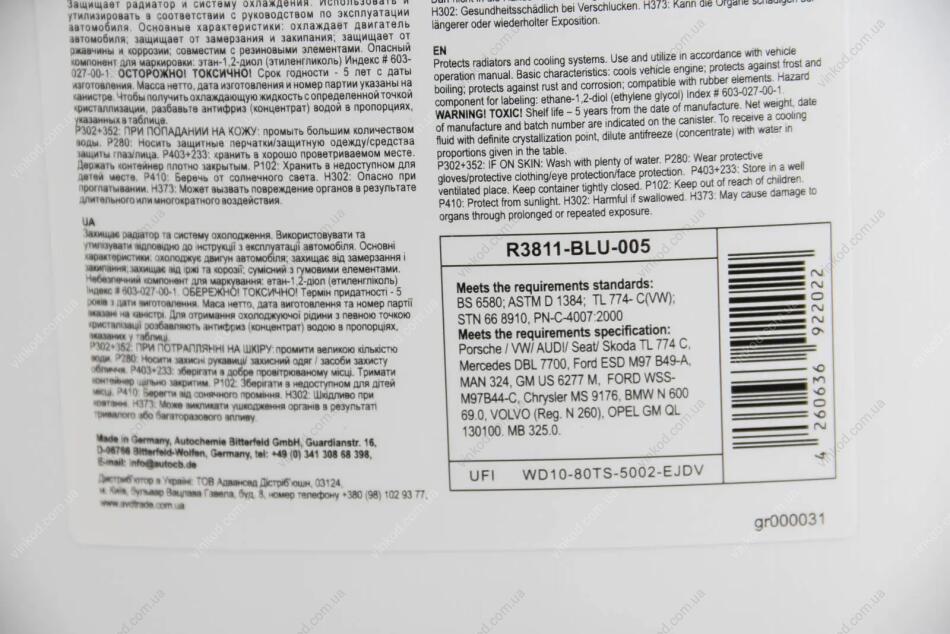 Защищает радиатор и систему охлаждения. Использовать и
утилизировать в соответствии с руководством по эксплуатации
автомобиля. Основные характеристики: охлаждает двигатель
автомобиля; защищает от замерзания и закипания; защищает от
ржавчины и коррозии; совместим с резиновыми элементами. Опасный
компонент для маркировки: этан-1,2-диол (этиленгликоль) Индекс # 603-
027-00-1. ОСТОРОЖНО! ТОКСИЧНО! Срок годности - 5 лет с даты
изготовления. Масса нетто, дата изготовления и номер партии указаны на
канистре. Чтобы получить охлаждающую жидкость с определенной точкой
кристаллизации, разбавьте антифриз (концентрат) водой в пропорциях,
указанных в таблице.
P302+352: ПРИ ПОПАДАНИИ НА КОЖУ: промыть большим количеством
воды. P280: Носить защитные перчатки/защитную одежду/средства
защиты глаз/лица. P403+233: хранить в хорошо проветриваемом месте.
Держать контейнер плотно закрытым. P102: Хранить в недоступном для
детей месте. P410: Беречь от солнечного света. H302: Опасно при
проглатывании. H373: Может вызвать повреждение органов в результате
длительного или многократного воздействия.
UA
Захищає радіатор та систему охолодження. Використовувати та
утилізувати відповідно до інструкції з експлуатації автомобіля. Основні
характеристики: охолоджує двигун автомобіля; захищає від замерзання і
закипання; захищає від іржі та корозії; сумісний з гумовими елементами.
Небезпечний компонент для маркування: етан-1,2-діол (етиленгліколь)
Індекс # 603-027-00-1. ОБЕРЕЖНО! ТОКСИЧНО! Термін придатності - 5
років з дати виготовлення. Маса нетто, дата виготовлення та номер партії
вказані на каністрі. Для отримання охолоджуючої рідини з певною точкою
кристалізації розбавляють антифриз (концентрат) водою в пропорціях,
вказаних у таблиці.
P302+352: ПРИ ПОТРАПЛЯННІ НА ШКІРУ: промити великою кількістю
води. P280: Носити захисні рукавиці/ захисний одяг / засоби захисту
обличчя. P403+233: зберігати в добре провітрюваному місці. Тримати
контейнер щільно закритим. P102: Зберігати в недоступном для дітей
місці. P410: Берегти від сонячного проміння. H302: Шкідливо при
ковтанні. H373: Може викликати ушкодження органів в результаті
тривалого або багаторазового впливу.
Made in Germany, Autochemie Bitterfeld GmbH, Guardianstr. 16,
D-06766 Bitterfeld-Wolfen, Germany, tel: +49 (0) 341 308 68 398,
E-mail: info@autocb.de
Дистриб'ютор в Україні: ТОВ Адвансед Дістріб'юшн, 03124,
м. Київ, бульвар Вацлава Гавела, буд. 8, номер телефону +380 (98) 102 93 77,
www.avdtrade.com.ua
H302: Gesundheitsschädlich bei Verschlucken. H373: Kann die Organe schädigen bei
längerer oder wiederholter Exposition.
EN
Protects radiators and cooling systems. Use and utilize in accordance with vehicle
operation manual. Basic characteristics: cools vehicle engine; protects against frost and
boiling; protects against rust and corrosion; compatible with rubber elements. Hazard
component for labeling: ethane-1,2-diol (ethylene glycol) Index # 603-027-00-1.
WARNING! TOXIC! Shelf life – 5 years from the date of manufacture. Net weight, date
of manufacture and batch number are indicated on the canister. To receive a cooling
fluid with definite crystallization point, dilute antifreeze (concentrate) with water in
proportions given in the table.
P302+352: IF ON SKIN: Wash with plenty of water. P280: Wear protective
gloves/protective clothing/eye protection/face protection. P403+233: Store in a well
ventilated place. Keep container tightly closed. P102: Keep out of reach of children.
P410: Protect from sunlight. H302: Harmful if swallowed. H373: May cause damage to
organs through prolonged or repeated exposure.
R3811-BLU-005
Meets the requirements standards:
BS 6580; ASTM D 1384; TL 774- C(VW);
STN 66 8910, PN-C-4007:2000
Meets the requirements specification:
Porsche / VW/ AUDI/ Seat/ Skoda TL 774 C,
Mercedes DBL 7700, Ford ESD M97 B49-A,
MAN 324, GM US 6277 M, FORD WSS-
M97B44-C, Chrysler MS 9176, BMW N 600
69.0, VOLVO (Reg. N 260), OPEL GM QL
130100. MB 325.0.
UFI WD10-80TS-5002-EJDV
4 260636 922022
gr000031
vinkod.com.ua